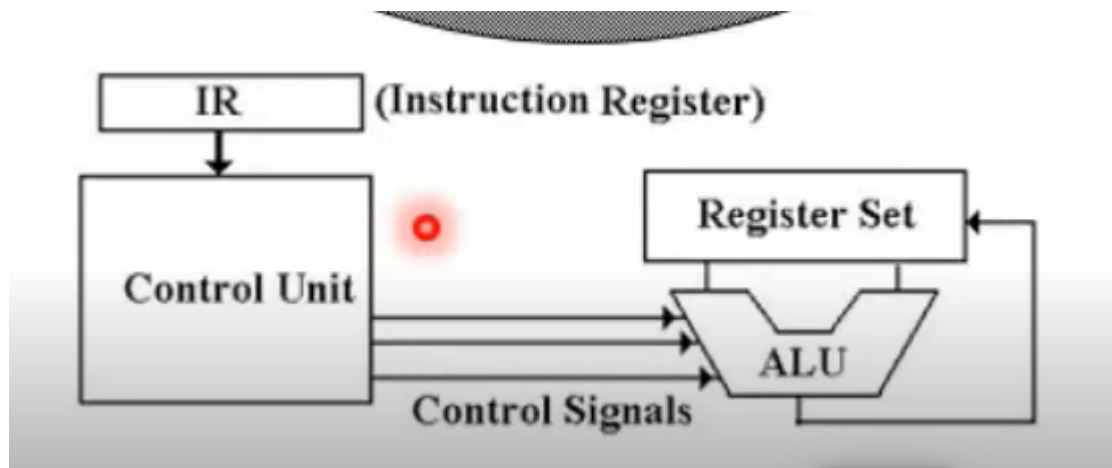 IR
(Instruction Register)
Control Unit
Register Set
ALU
Control Signals